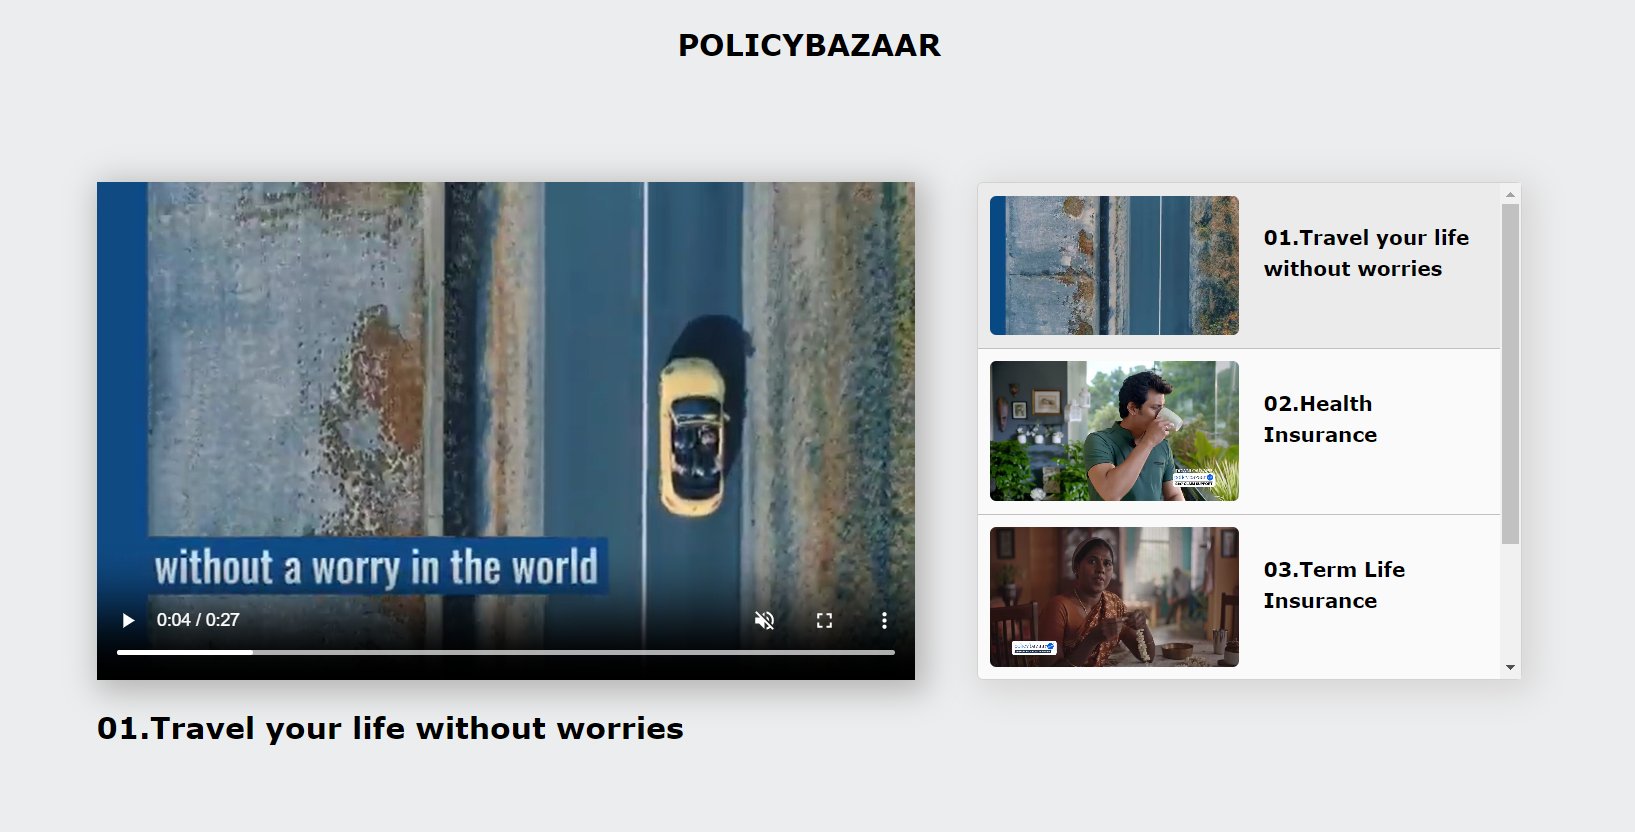 POLICYBAZAAR
without a worry in the world
0:04 / 0:27
01.Travel your life without worries
01.Travel your life
without worries
02.Health
Insurance
03.Term Life
Insurance